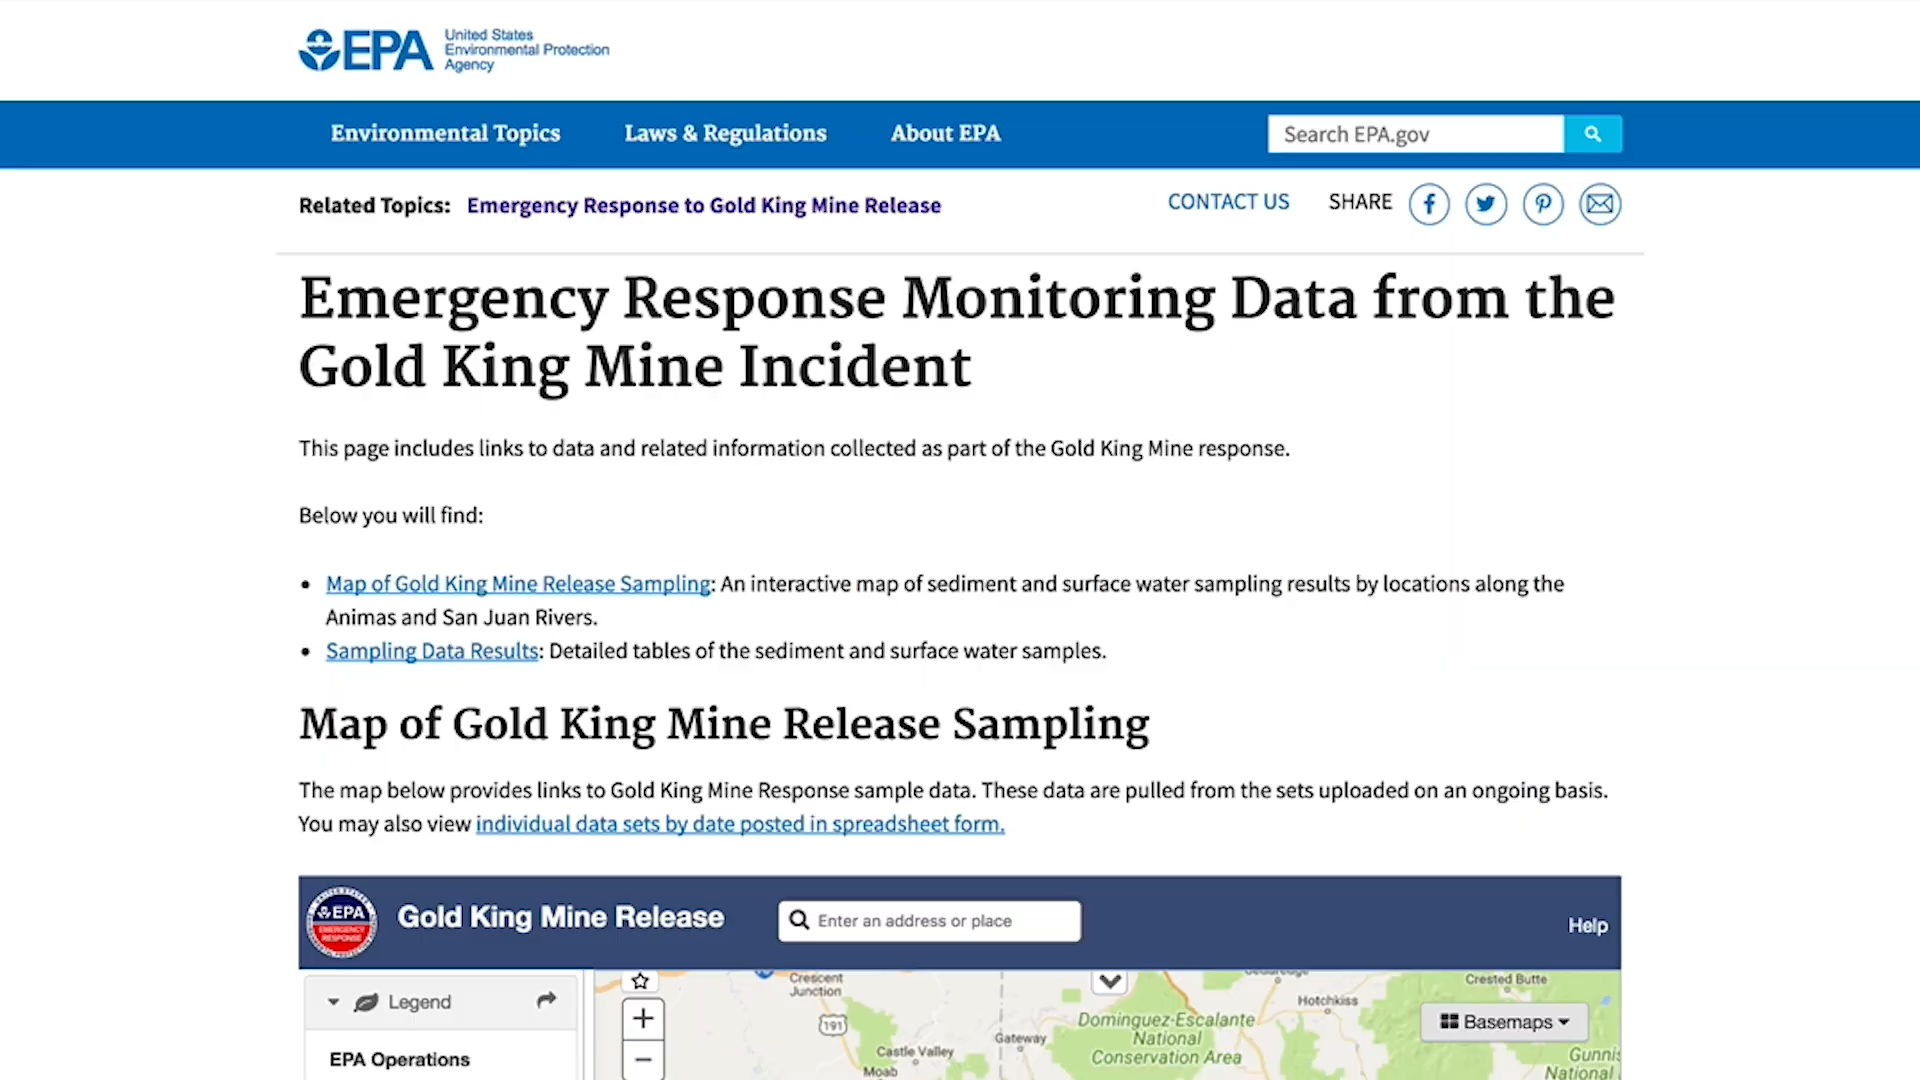 EPA
United States
Environmental Protection
Agency
Environmental Topics
Laws & Regulations
About EPA
Search EPA.gov
Related Topics: Emergency Response to Gold King Mine Release
CONTACT US
SHARE
Emergency Response Monitoring Data from the
Gold King Mine Incident
This page includes links to data and related information collected as part of the Gold King Mine response.
Below you will find:
Map of Gold King Mine Release Sampling: An interactive map of sediment and surface water sampling results by locations along the
Animas and San Juan Rivers.
Sampling Data Results: Detailed tables of the sediment and surface water samples.
Map of Gold King Mine Release Sampling
The map below provides links to Gold King Mine Response sample data. These data are pulled from the sets uploaded on an ongoing basis.
You may also view individual data sets by date posted in spreadsheet form.
EPA
EMERGENCY
RESPONSE
Gold King Mine Release
Enter an address or place
Help
Legend
EPA Operations
Crescent
Junction
191
Castle Valley
Moab
Gateway
Dominguez-Escalante
National
Conservation Area
Hotchkiss
Crested Butte
Basemaps
Gunnis
National